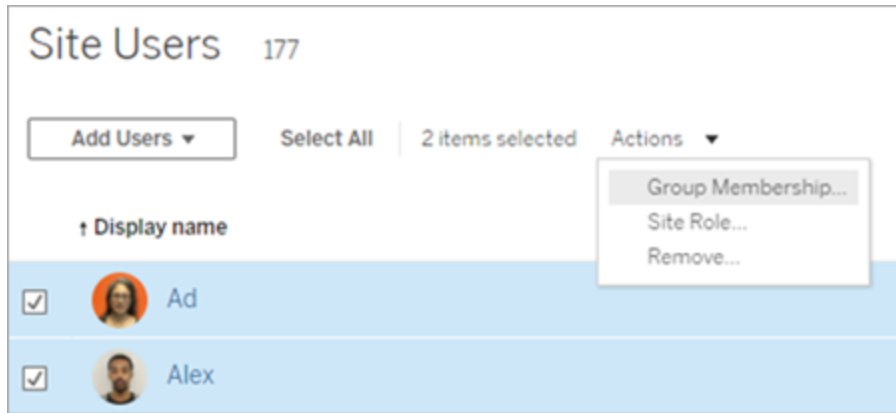 Site Users 177
Add Users Select All 2 items selected Actions
Group Membership...
Site Role...
Remove...
↑ Display name
Ad
Alex